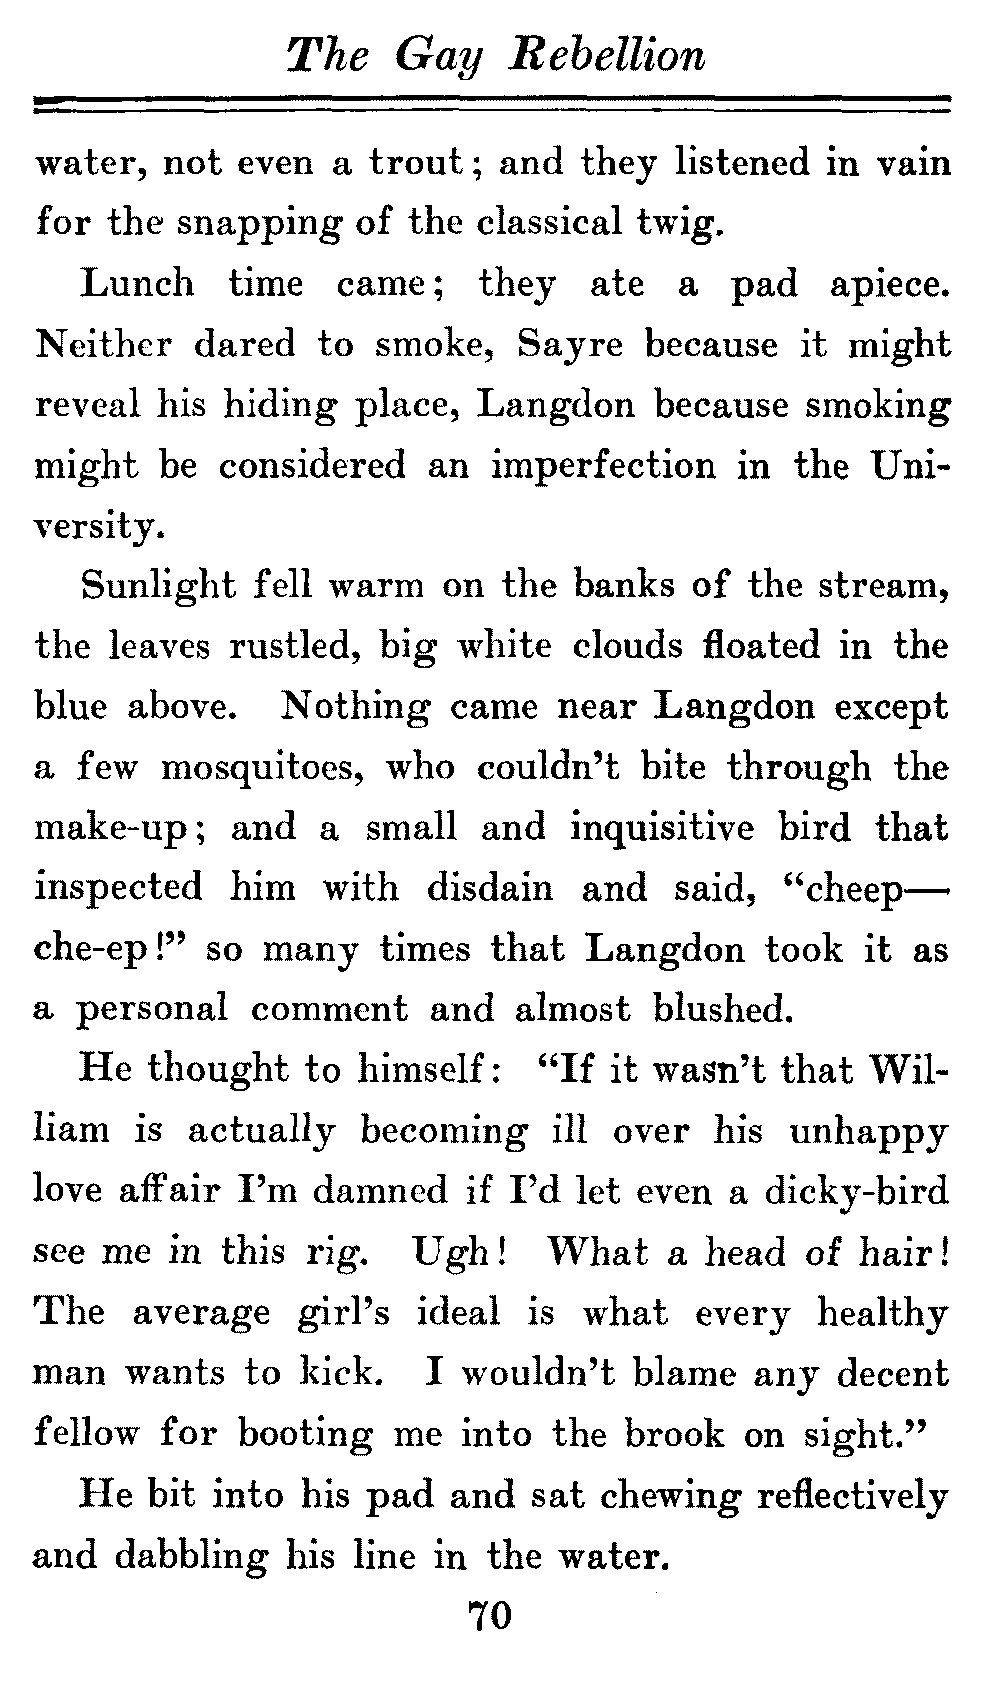 The Gay Rebellion
water, not even a trout; and they listened in vain
for the snapping of the classical twig.
Lunch time came; they ate a pad apiece.
Neither dared to smoke, Sayre because it might
reveal his hiding place, Langdon because smoking
might be considered an imperfection in the Uni-
versity.
Sunlight fell warm on the banks of the stream,
the leaves rustled, big white clouds floated in the
blue above. Nothing came near Langdon except
a few mosquitoes, who couldn't bite through the
make-up; and a small and inquisitive bird that
inspected him with disdain and said, “cheep—
che-ep!” so many times that Langdon took it as
a personal comment and almost blushed.
He thought to himself: “If it wasn't that Wil-
liam is actually becoming ill over his unhappy
love affair I'm damned if I'd let even a dicky-bird
see me in this rig. Ugh! What a head of hair!
The average girl's ideal is what every healthy
man wants to kick. I wouldn't blame any decent
fellow for booting me into the brook on sight.”
He bit into his pad and sat chewing reflectively
and dabbling his line in the water.
70